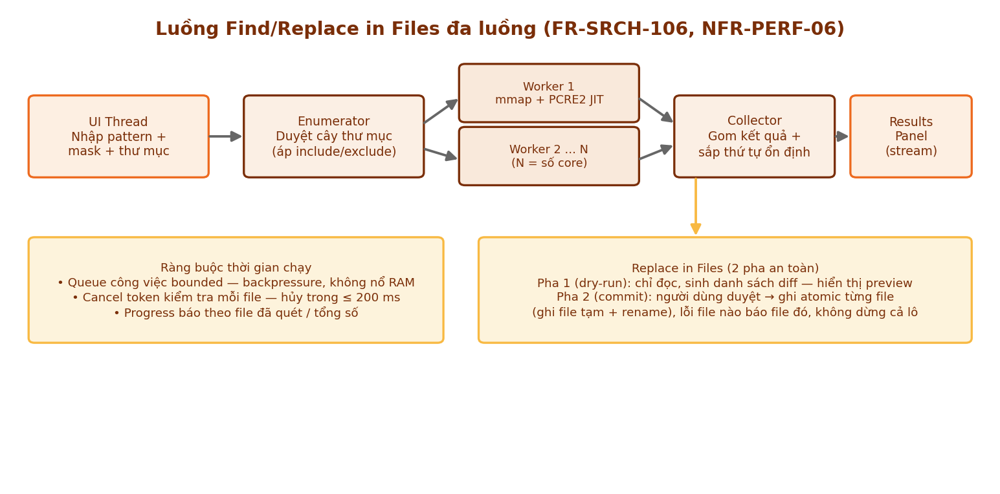 Luồng Find/Replace in Files đa luồng (FR-SRCH-106, NFR-PERF-06)
UI Thread
Nhập pattern +
mask + thư mục
Enumerator
Duyệt cây thư mục
(áp include/exclude)
Worker 1
mmap + PCRE2 JIT
Worker 2 … N
(N = số core)
Collector
Gom kết quả +
sắp thứ tự ổn định
Results
Panel
(stream)
Ràng buộc thời gian chạy
• Queue công việc bounded — backpressure, không nổ RAM
• Cancel token kiểm tra mỗi file — hủy trong ≤ 200 ms
• Progress báo theo file đã quét / tổng số
Replace in Files (2 pha an toàn)
Pha 1 (dry-run): chỉ đọc, sinh danh sách diff — hiển thị preview
Pha 2 (commit): người dùng duyệt → ghi atomic từng file
(ghi file tạm + rename), lỗi file nào báo file đó, không dừng cả lô